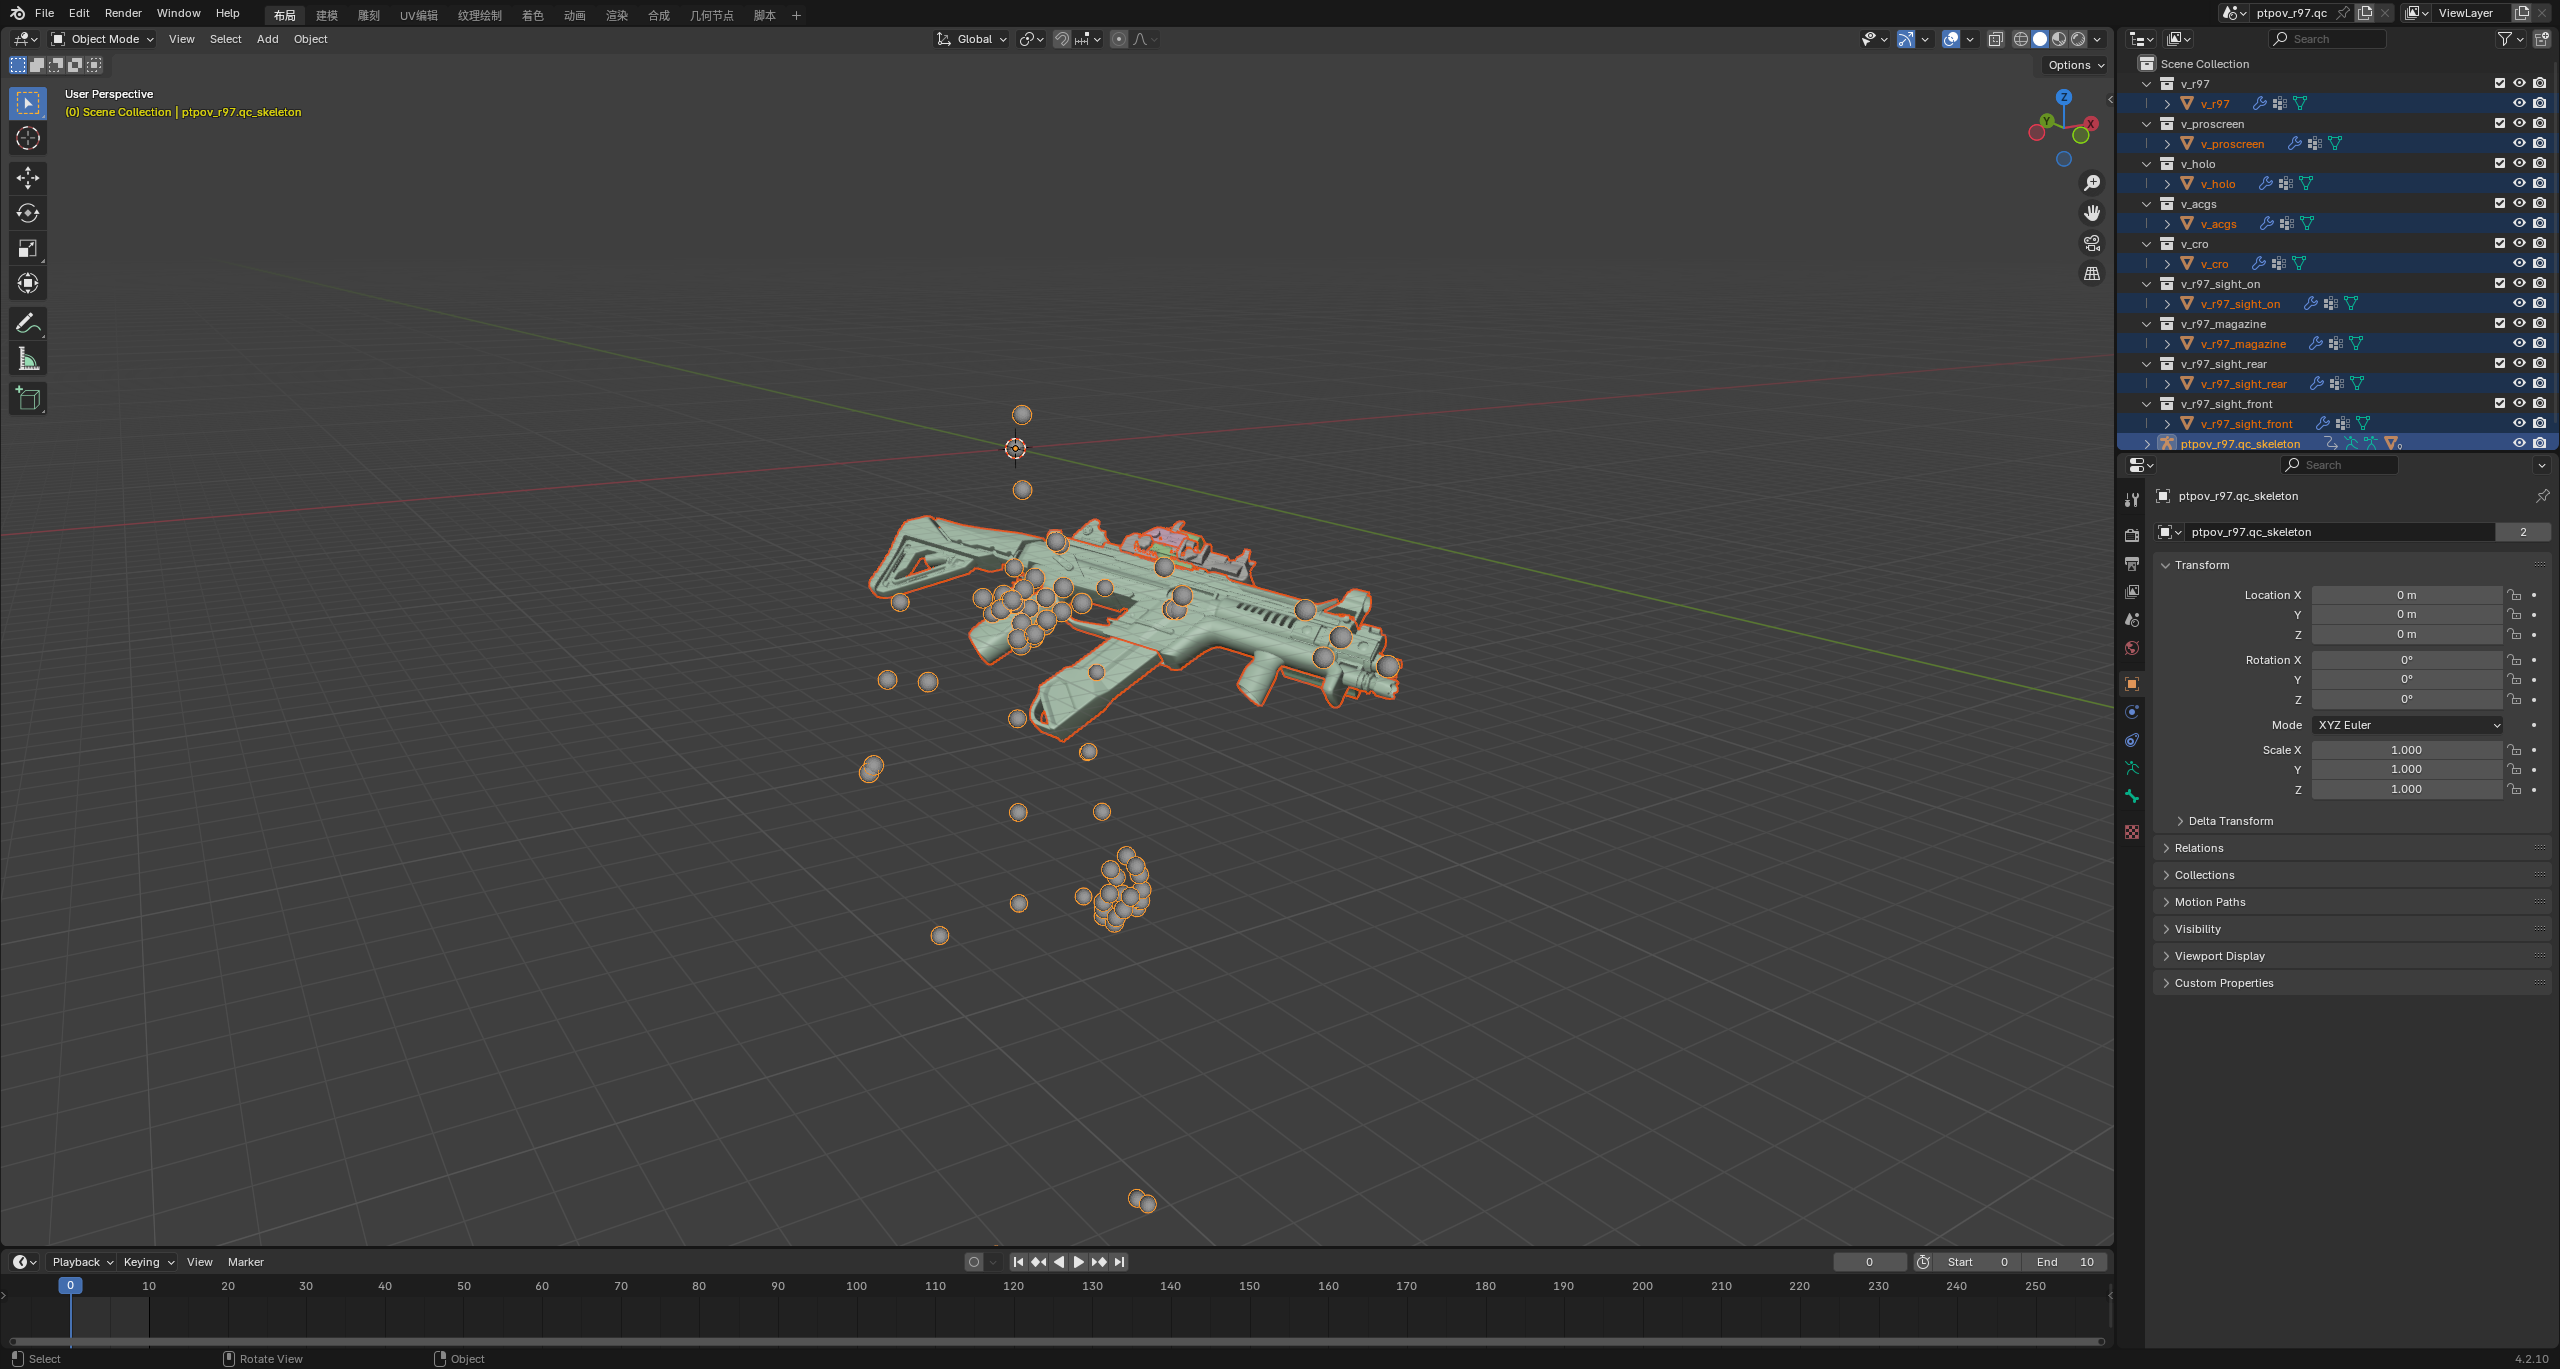 File Edit Render Window Help 布局 建模 雕刻 UV编辑 纹理绘制 着色 动画 渲染 合成 几何节点 脚本 + ptpov_r97.qc ViewLayer
Object Mode View Select Add Object Global Search
Options
User Perspective
(0) Scene Collection | ptpov_r97.qc_skeleton
Z
Y
X
Scene Collection
v_r97
v_r97
v_proscreen
v_proscreen
v_holo
v_holo
v_acgs
v_acgs
v_cro
v_cro
v_r97_sight_on
v_r97_sight_on
v_r97_magazine
v_r97_magazine
v_r97_sight_rear
v_r97_sight_rear
v_r97_sight_front
v_r97_sight_front
ptpov_r97.qc_skeleton 9
Search
ptpov_r97.qc_skeleton
ptpov_r97.qc_skeleton 2
Transform
Location X 0 m
Y 0 m
Z 0 m
Rotation X 0°
Y 0°
Z 0°
Mode XYZ Euler
Scale X 1.000
Y 1.000
Z 1.000
Delta Transform
Relations
Collections
Motion Paths
Visibility
Viewport Display
Custom Properties
Playback Keying View Marker 0 Start 0 End 10
0 10 20 30 40 50 60 70 80 90 100 110 120 130 140 150 160 170 180 190 200 210 220 230 240 250
Select Rotate View Object 4.2.10